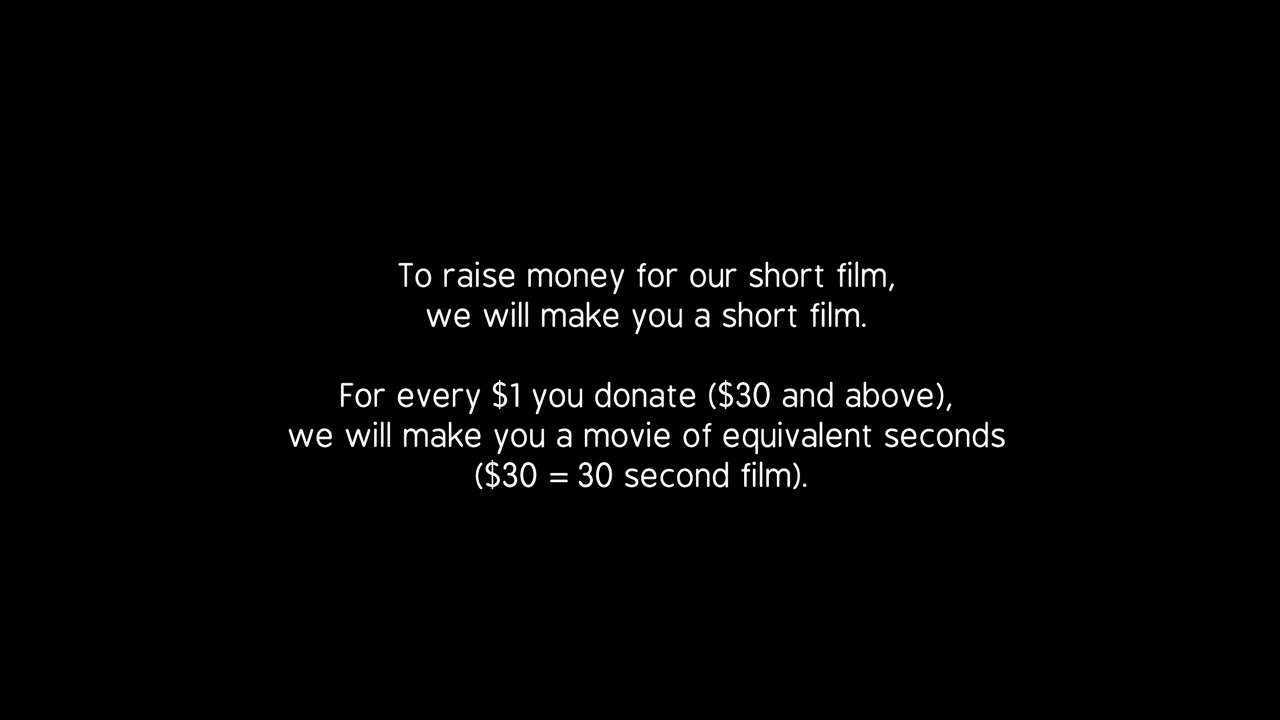 To raise money for our short film,
we will make you a short film.
For every $1 you donate ($30 and above),
we will make you a movie of equivalent seconds
($30 = 30 second film).